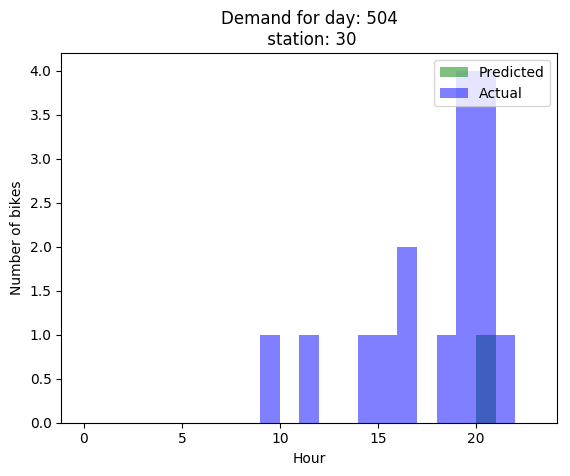 Demand for day: 504
station: 30
Predicted
Actual
4.0
3.5
3.0
2.5
2.0
1.5
1.0
0.5
0.0
Number of bikes
0 5 10 15 20
Hour